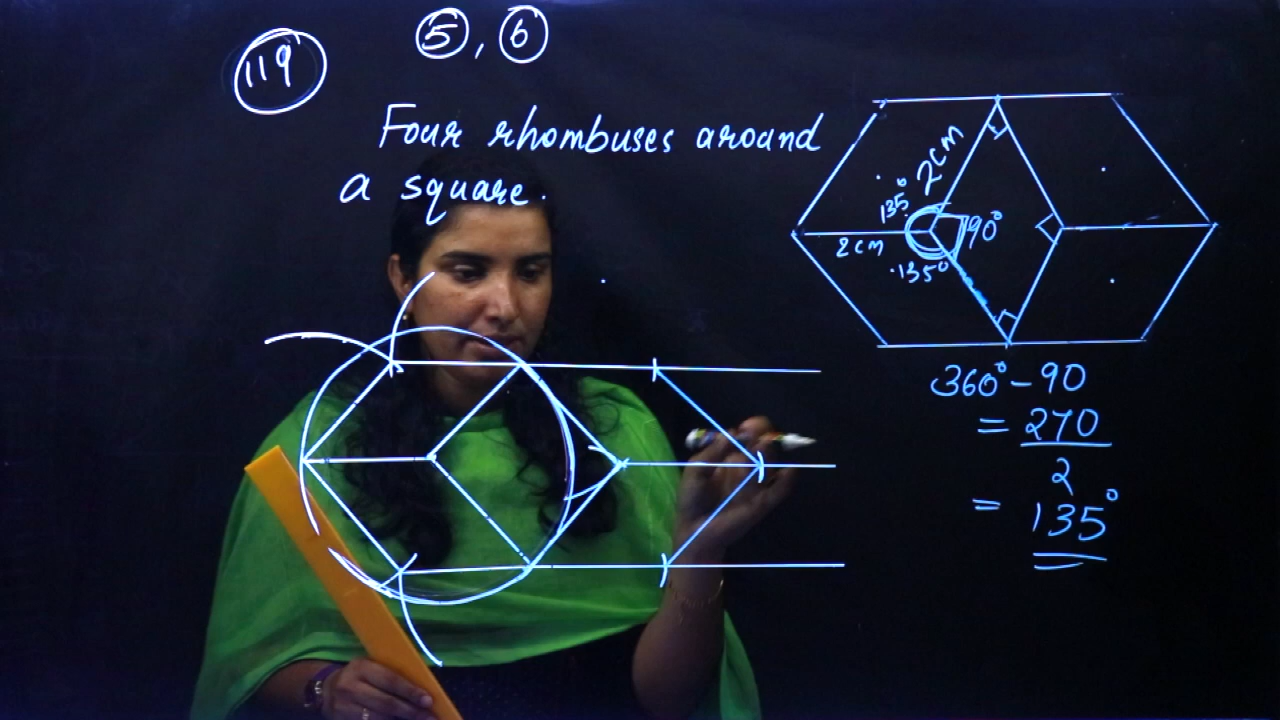 119
5, 6
Four rhombuses around
a square.
2cm
135°
90°
2cm
135°
360° - 90
= 270
2
= 135°